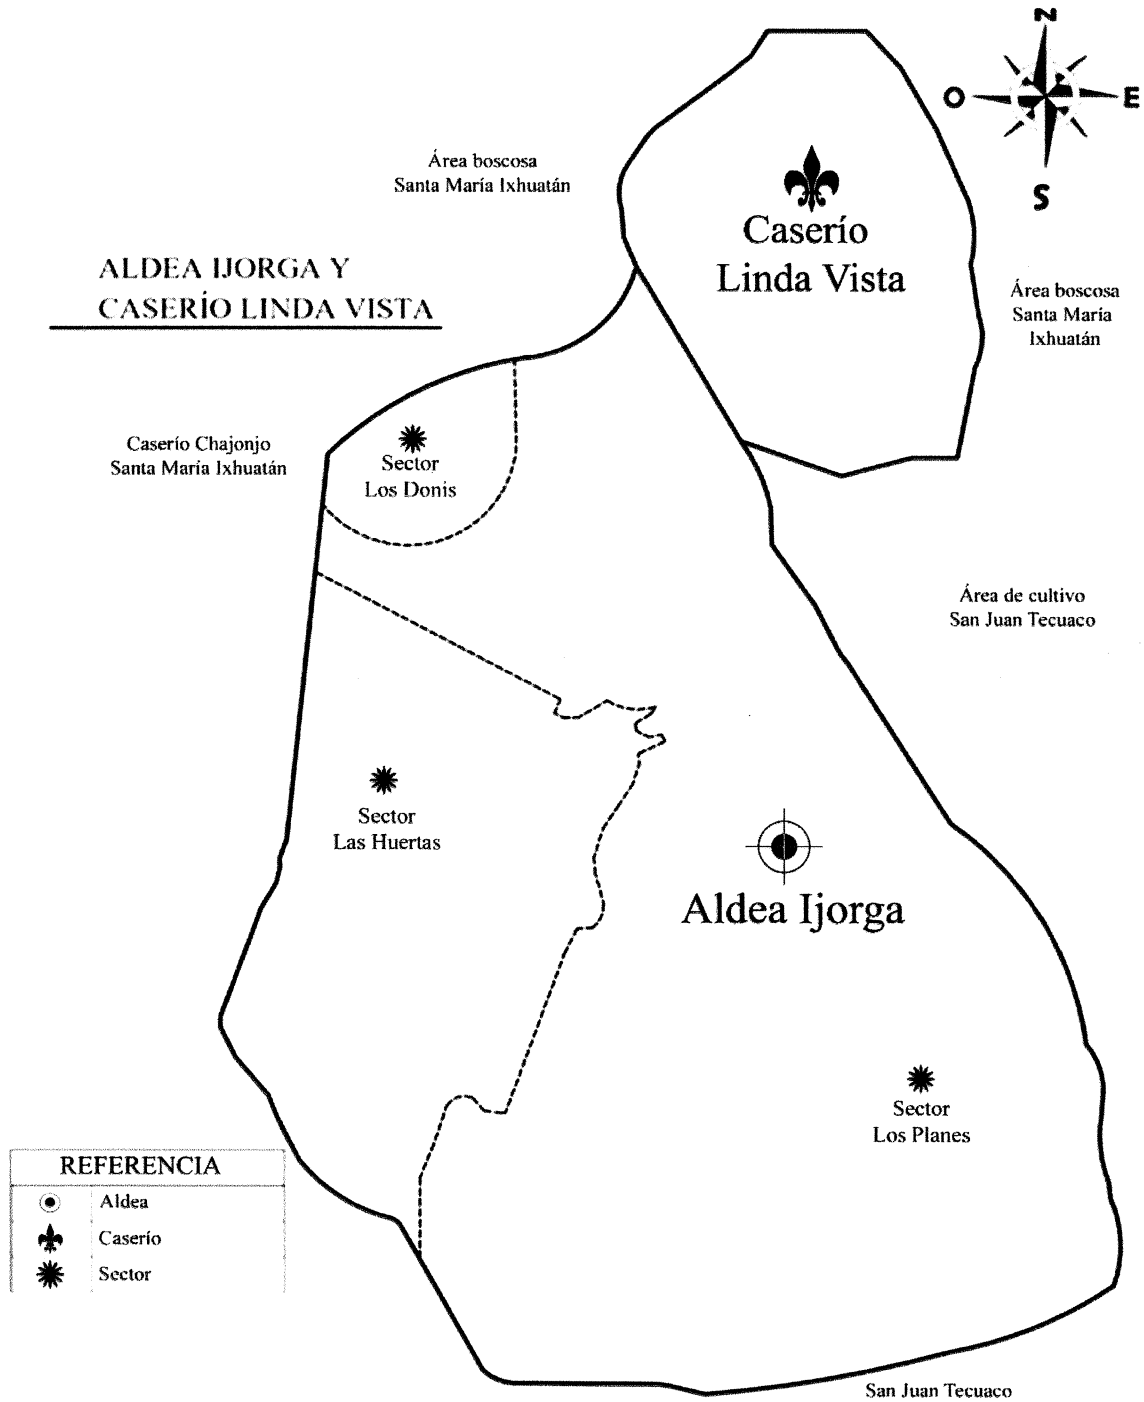 N
O
E
S
Área boscosa
Santa María Ixhuatán
Caserío
Linda Vista
ALDEA IJORGA Y
CASERÍO LINDA VISTA
Área boscosa
Santa María
Ixhuatán
Caserío Chajonjo
Santa María Ixhuatán
Sector
Los Donis
Área de cultivo
San Juan Tecuaco
Sector
Las Huertas
Aldea Ijorga
Sector
Los Planes
REFERENCIA
Aldea
Caserío
Sector
San Juan Tecuaco